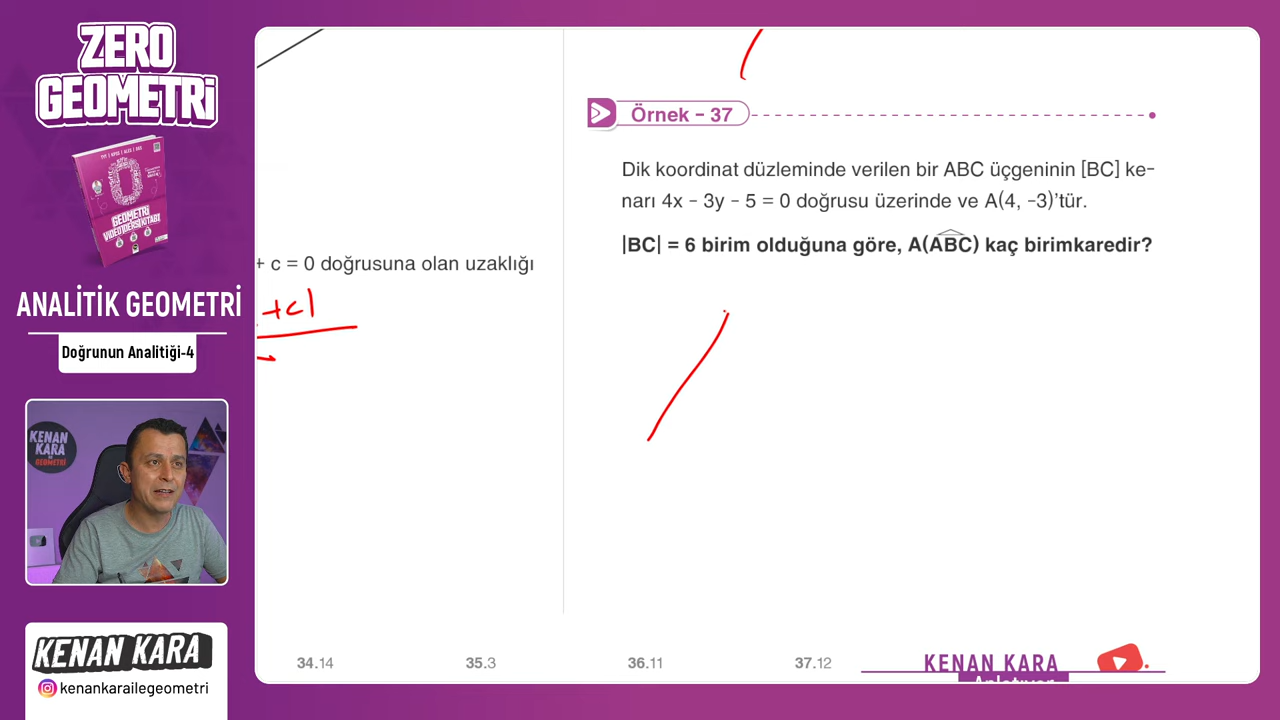 ZERO
GEOMETRİ
GEOMETRİ
VİDEO DERS KİTABI
ANALİTİK GEOMETRİ
Doğrunun Analitiği-4
KENAN
KARA
GEOMETRİ
KENAN KARA
kenankarailegeometri
+ c = 0 doğrusuna olan uzaklığı
+c|
Örnek - 37
Dik koordinat düzleminde verilen bir ABC üçgeninin [BC] ke-
narı 4x - 3y - 5 = 0 doğrusu üzerinde ve A(4, -3)'tür.
|BC| = 6 birim olduğuna göre, A(ABC) kaç birimkaredir?
34.14 35.3 36.11 37.12
KENAN KARA
Anlatıyor